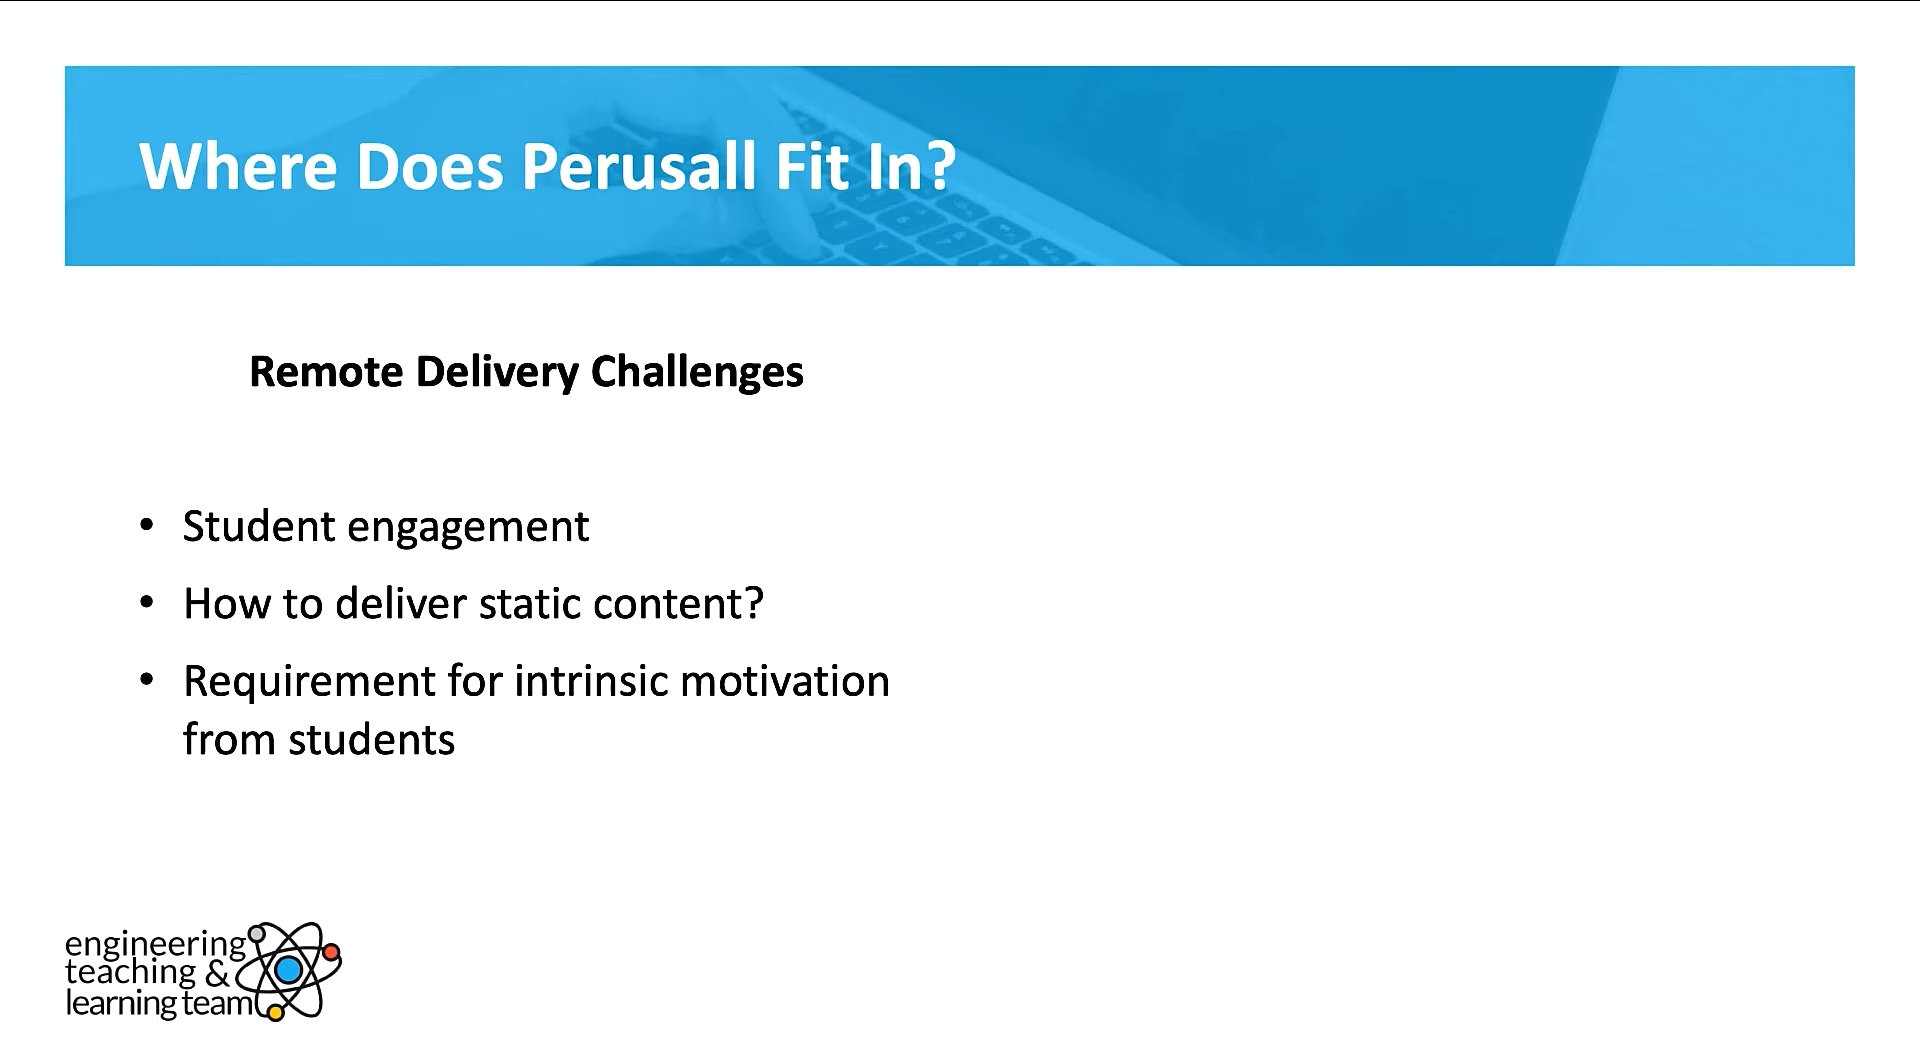 Where Does Perusall Fit In?
Remote Delivery Challenges
• Student engagement
• How to deliver static content?
• Requirement for intrinsic motivation
from students
engineering
teaching &
learning team